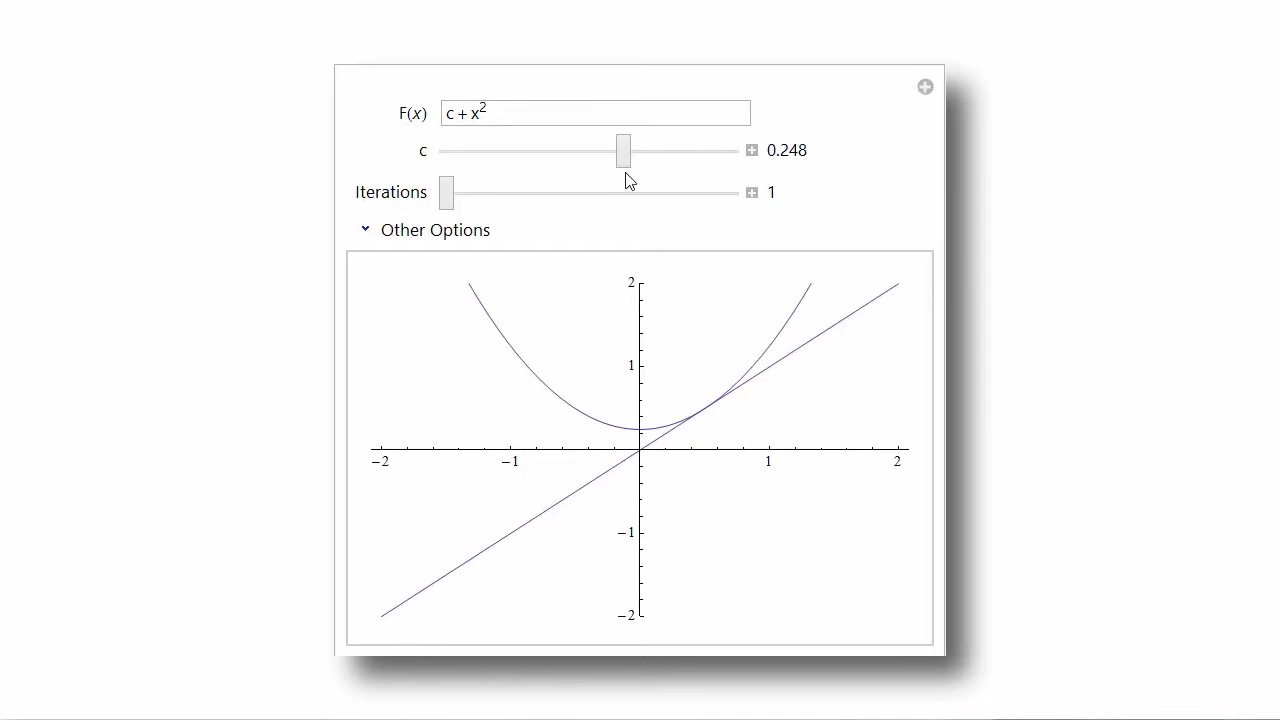 F(x) c + x²
c 0.248
Iterations 1
Other Options
2
1
−2 −1 1 2
−1
−2